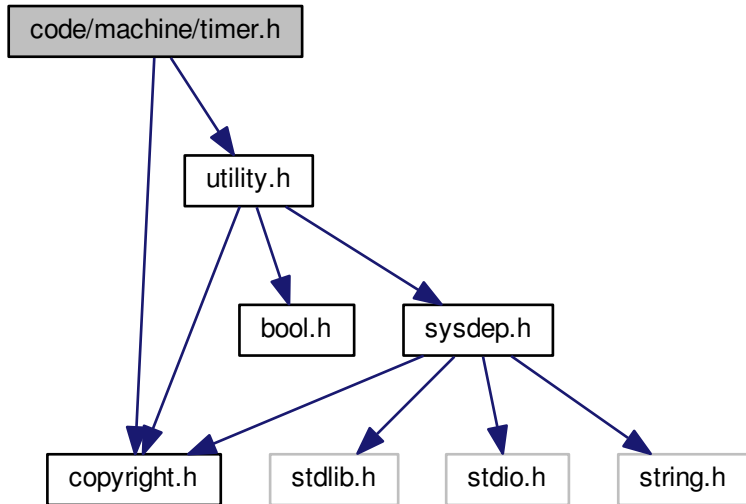 code/machine/timer.h
utility.h
bool.h
sysdep.h
copyright.h
stdlib.h
stdio.h
string.h